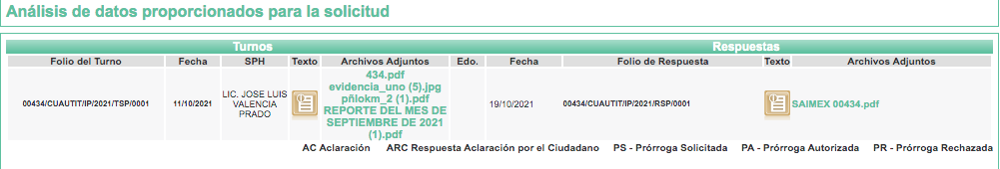 Análisis de datos proporcionados para la solicitud
Turnos Respuestas
Folio del Turno Fecha SPH Texto Archivos Adjuntos Edo. Fecha Folio de Respuesta Texto Archivos Adjuntos
00434/CUAUTIT/IP/2021/TSP/0001
11/10/2021
LIC. JOSE LUIS
VALENCIA
PRADO
434.pdf
evidencia_uno (5).jpg
pñlokm_2 (1).pdf
REPORTE DEL MES DE
SEPTIEMBRE DE 2021
(1).pdf
19/10/2021
00434/CUAUTIT/IP/2021/RSP/0001
SAIMEX 00434.pdf
AC Aclaración ARC Respuesta Aclaración por el Ciudadano PS - Prórroga Solicitada PA - Prórroga Autorizada PR - Prórroga Rechazada